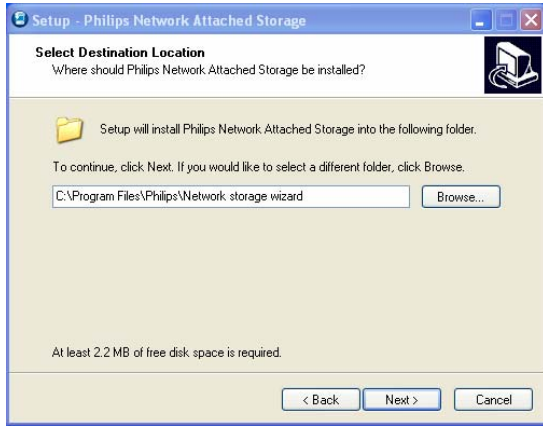 Setup - Philips Network Attached Storage
Select Destination Location
Where should Philips Network Attached Storage be installed?
Setup will install Philips Network Attached Storage into the following folder.
To continue, click Next. If you would like to select a different folder, click Browse.
C:\Program Files\Philips\Network storage wizard
Browse...
At least 2.2 MB of free disk space is required.
< Back
Next >
Cancel